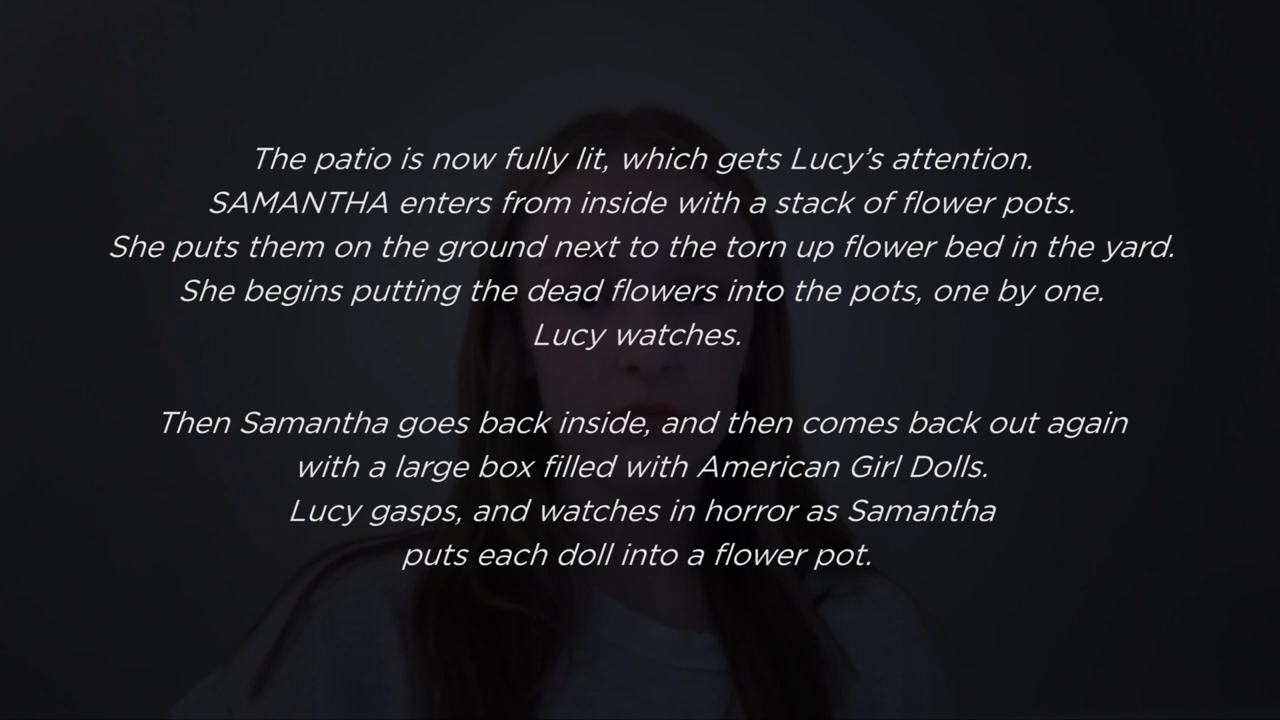 The patio is now fully lit, which gets Lucy’s attention.
SAMANTHA enters from inside with a stack of flower pots.
She puts them on the ground next to the torn up flower bed in the yard.
She begins putting the dead flowers into the pots, one by one.
Lucy watches.
Then Samantha goes back inside, and then comes back out again
with a large box filled with American Girl Dolls.
Lucy gasps, and watches in horror as Samantha
puts each doll into a flower pot.